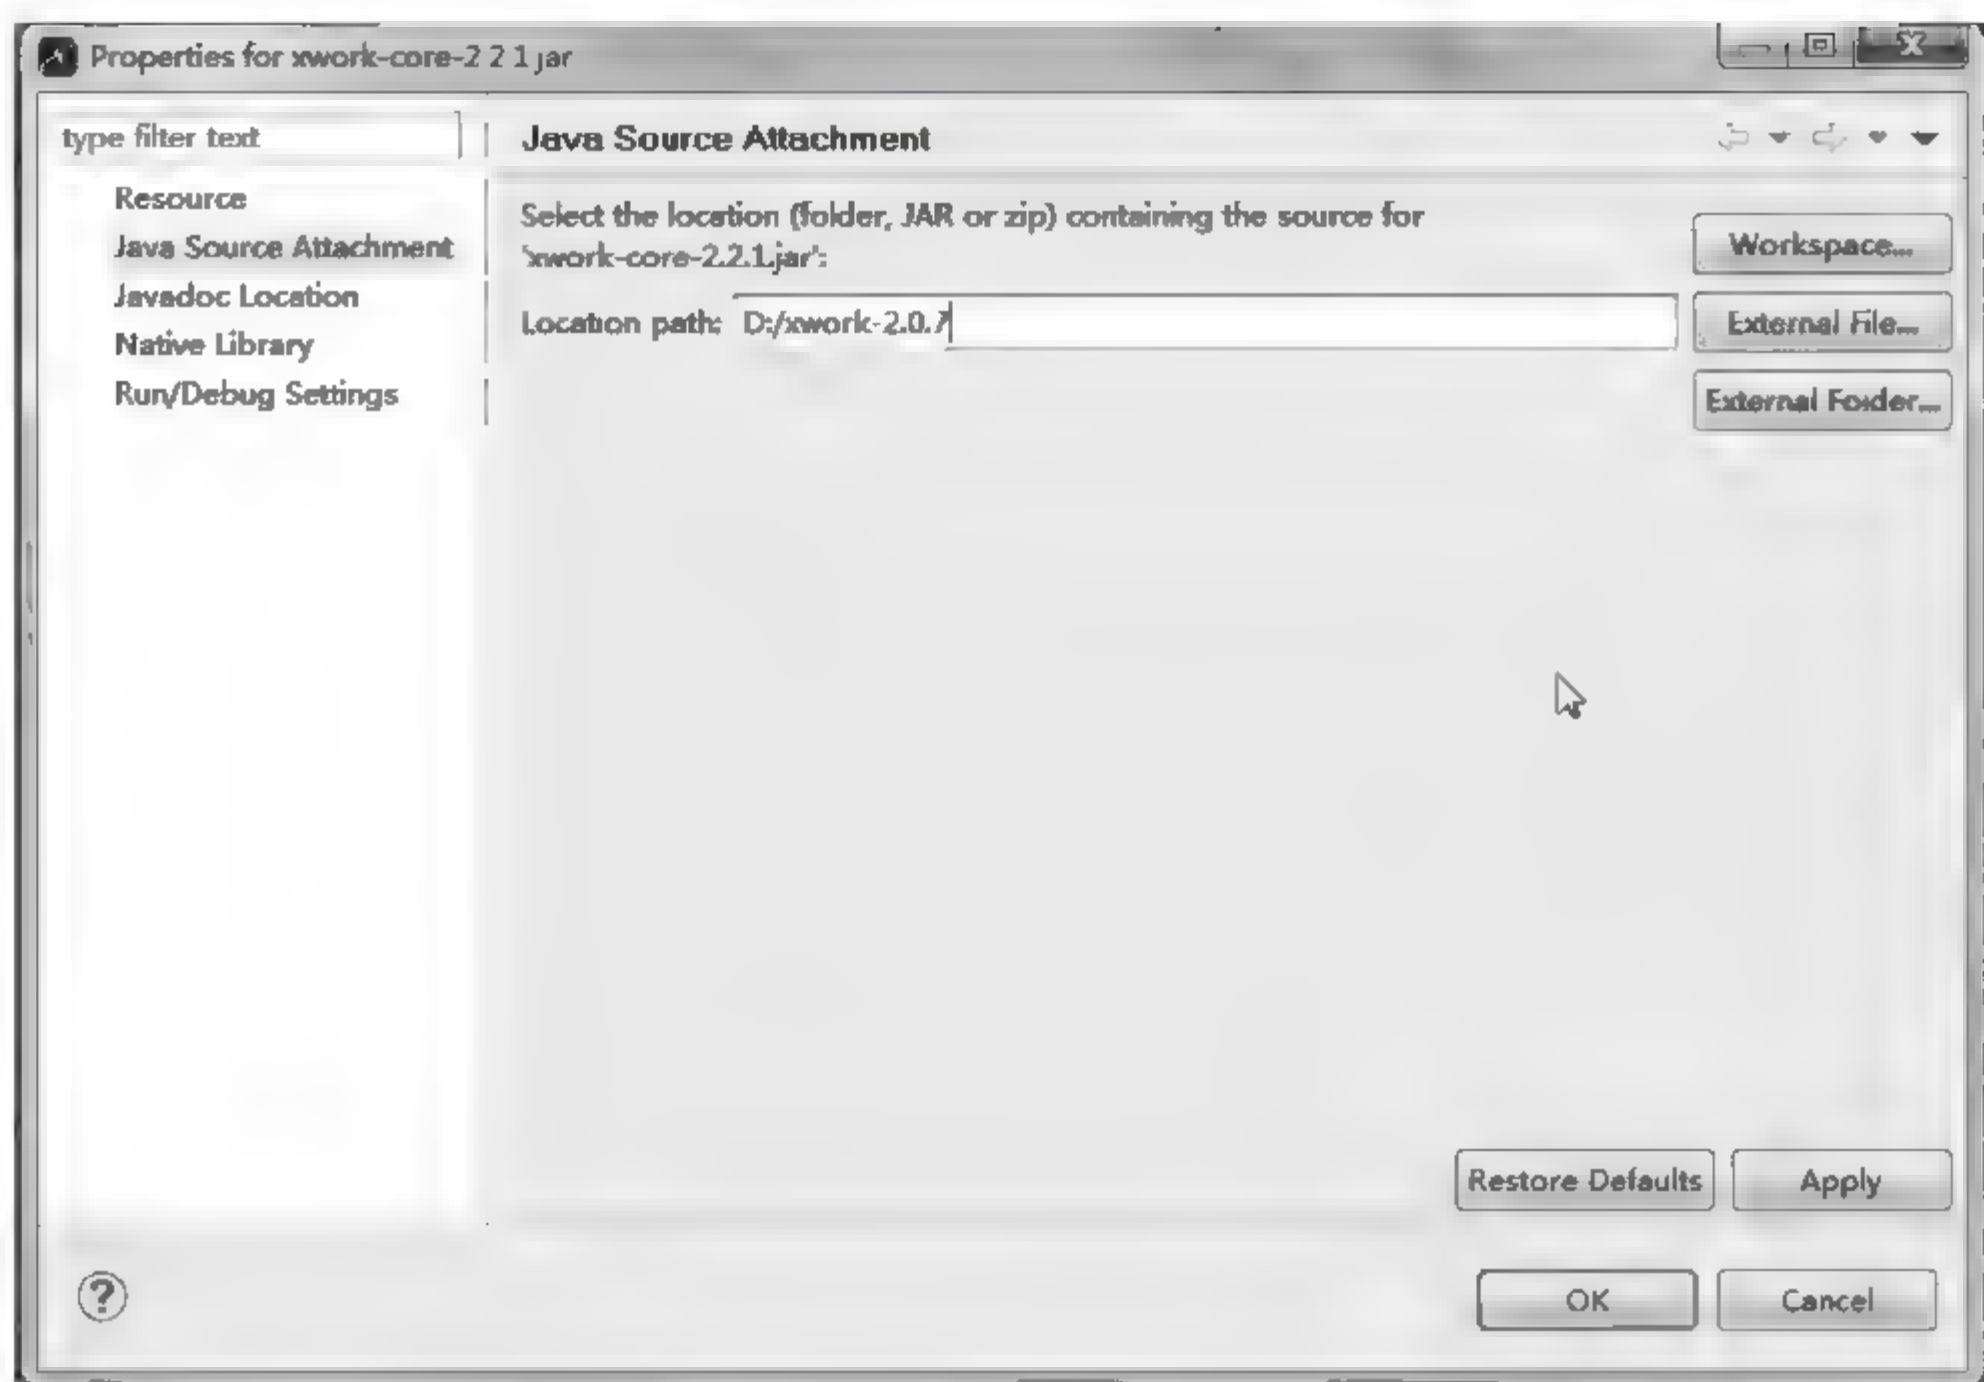 Properties for xwork-core-2 2 1 jar
type filter text
Java Source Attachment
Resource
Java Source Attachment
Javadoc Location
Native Library
Run/Debug Settings
Select the location (folder, JAR or zip) containing the source for
'xwork-core-2.2.1.jar':
Location path: D:/xwork-2.0.7
Workspace...
External File...
External Folder...
Restore Defaults
Apply
?
OK
Cancel